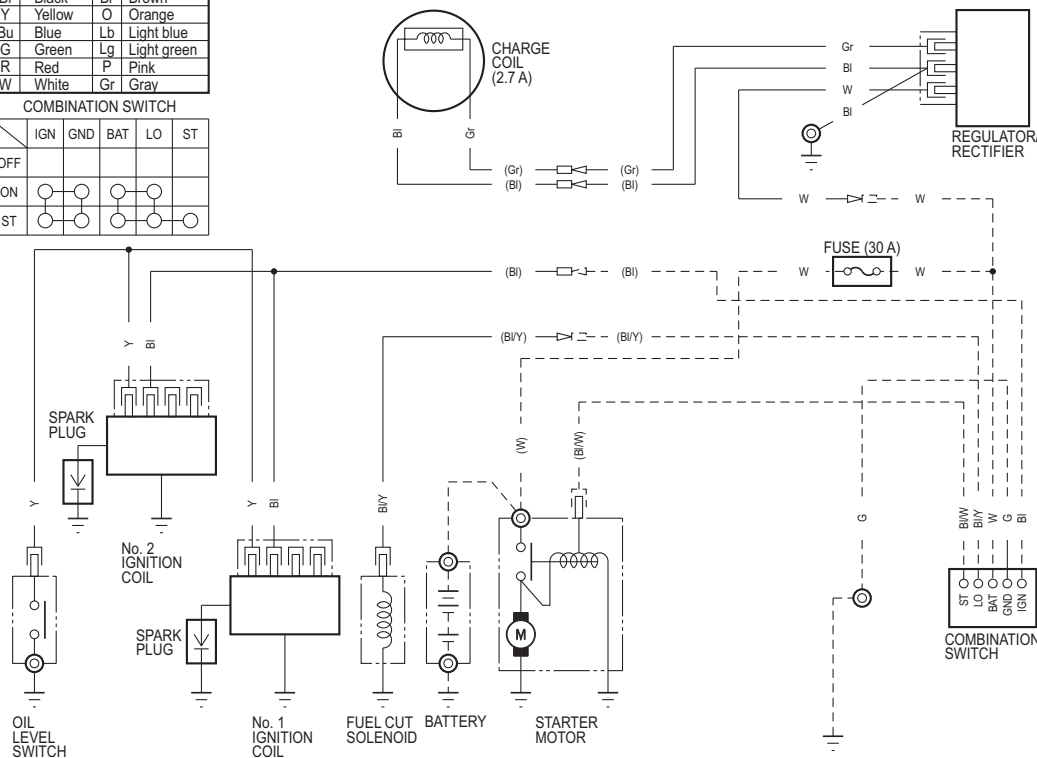 Bl Black Br Brown
Y Yellow O Orange
Bu Blue Lb Light blue
G Green Lg Light green
R Red P Pink
W White Gr Gray
COMBINATION SWITCH
IGN GND BAT LO ST
OFF
ON
ST
CHARGE
COIL
(2.7 A)
Bl
Gr
(Gr) (Gr)
(Bl) (Bl)
Gr
Bl
W
Bl
REGULATOR/
RECTIFIER
W W
FUSE (30 A)
W W
(Bl) (Bl)
(Bl/Y) (Bl/Y)
Y
Bl
SPARK
PLUG
No. 2
IGNITION
COIL
Y
Y
Bl
SPARK
PLUG
Bl/Y
(W)
(Bl/W)
G
Bl/W
Bl/Y
W
G
Bl
M
ST
LO
BAT
GND
IGN
COMBINATION
SWITCH
OIL
LEVEL
SWITCH
No. 1
IGNITION
COIL
FUEL CUT
SOLENOID
BATTERY
STARTER
MOTOR